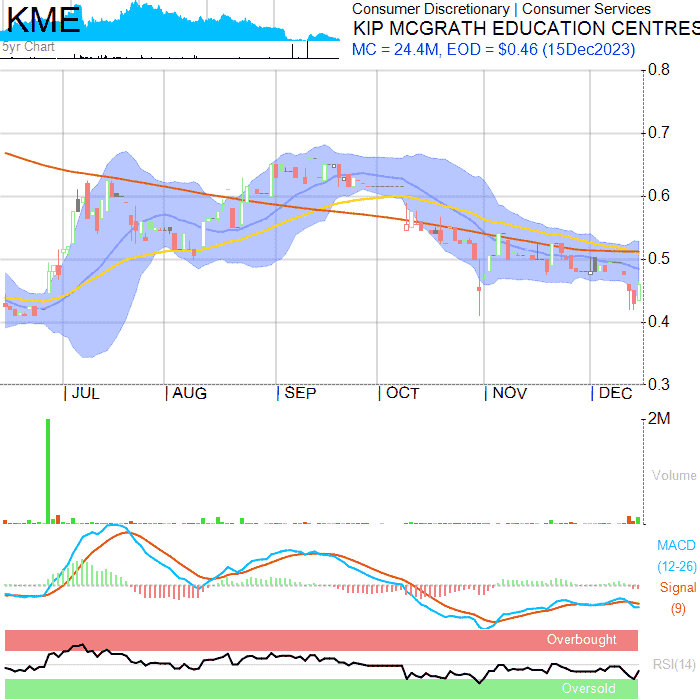 KME
5yr Chart
Consumer Discretionary | Consumer Services
KIP MCGRATH EDUCATION CENTRES
MC = 24.4M, EOD = $0.46 (15Dec2023)
0.8
0.7
0.6
0.5
0.4
0.3
JUL AUG SEP OCT NOV DEC
2M
Volume
MACD
(12-26)
Signal
(9)
Overbought
RSI(14)
Oversold